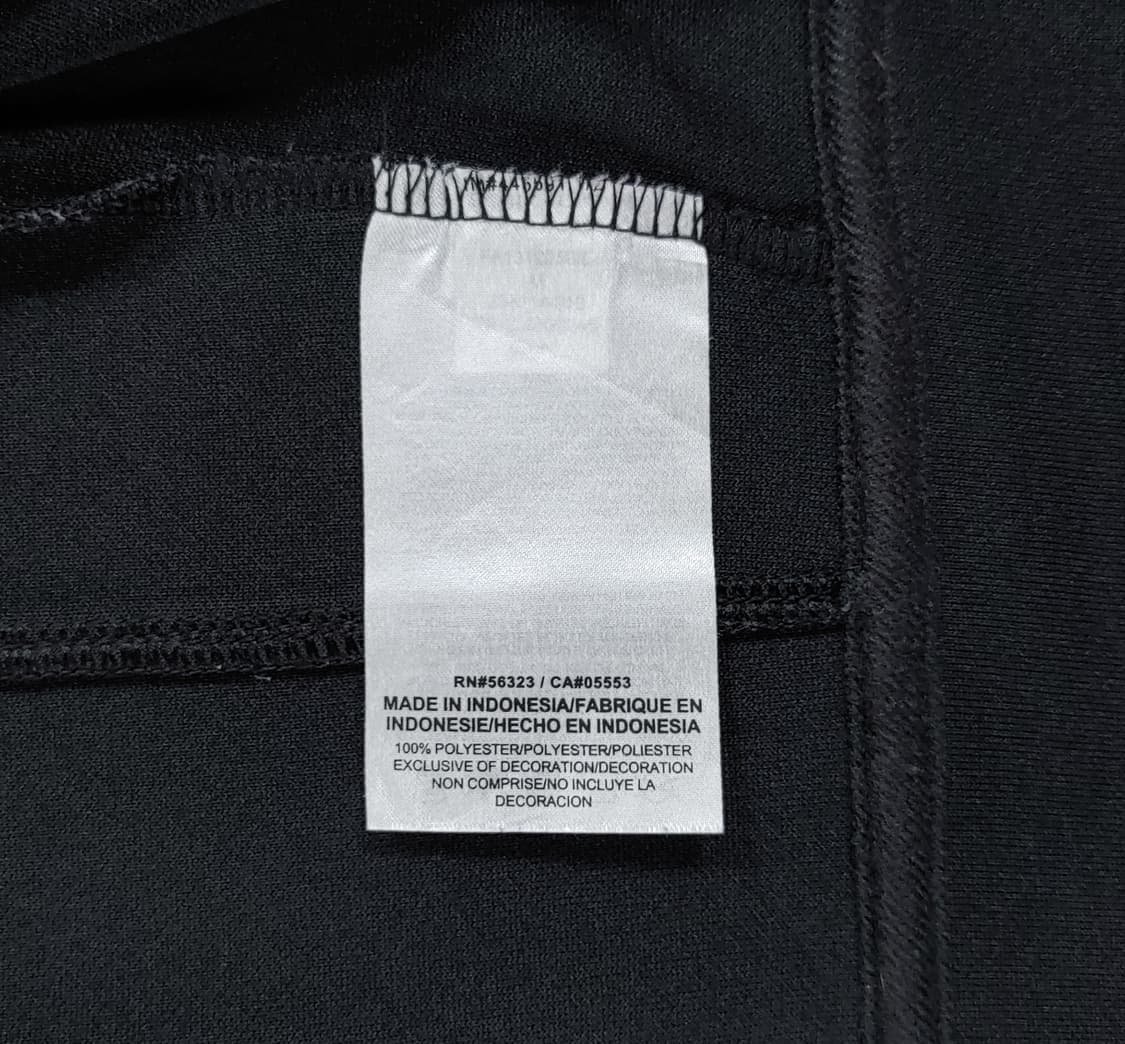 RN#56323 / CA#05553
MADE IN INDONESIA/FABRIQUE EN
INDONESIE/HECHO EN INDONESIA
100% POLYESTER/POLYESTER/POLIESTER
EXCLUSIVE OF DECORATION/DECORATION
NON COMPRISE/NO INCLUYE LA
DECORACION